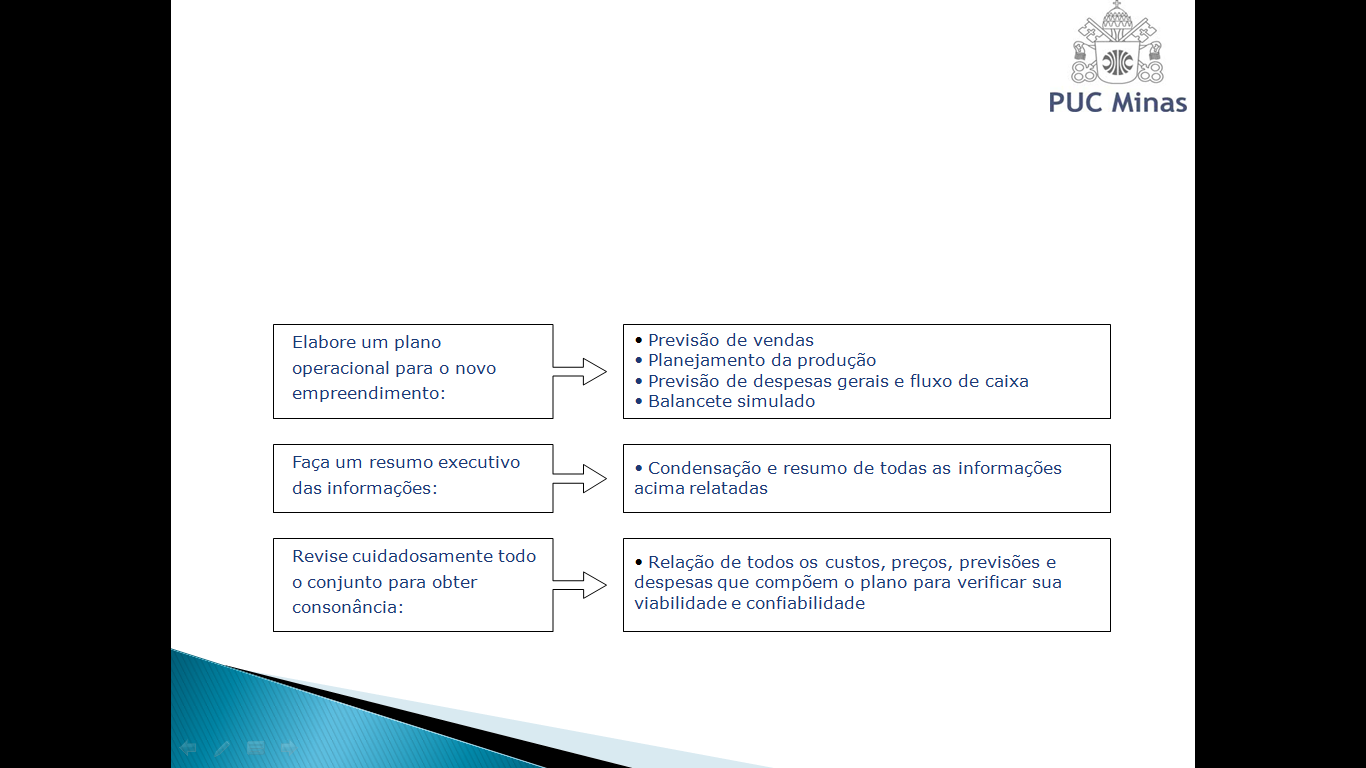 PUC Minas
Elabore um plano
operacional para o novo
empreendimento:
• Previsão de vendas
• Planejamento da produção
• Previsão de despesas gerais e fluxo de caixa
• Balancete simulado
Faça um resumo executivo
das informações:
• Condensação e resumo de todas as informações
acima relatadas
Revise cuidadosamente todo
o conjunto para obter
consonância:
• Relação de todos os custos, preços, previsões e
despesas que compõem o plano para verificar sua
viabilidade e confiabilidade